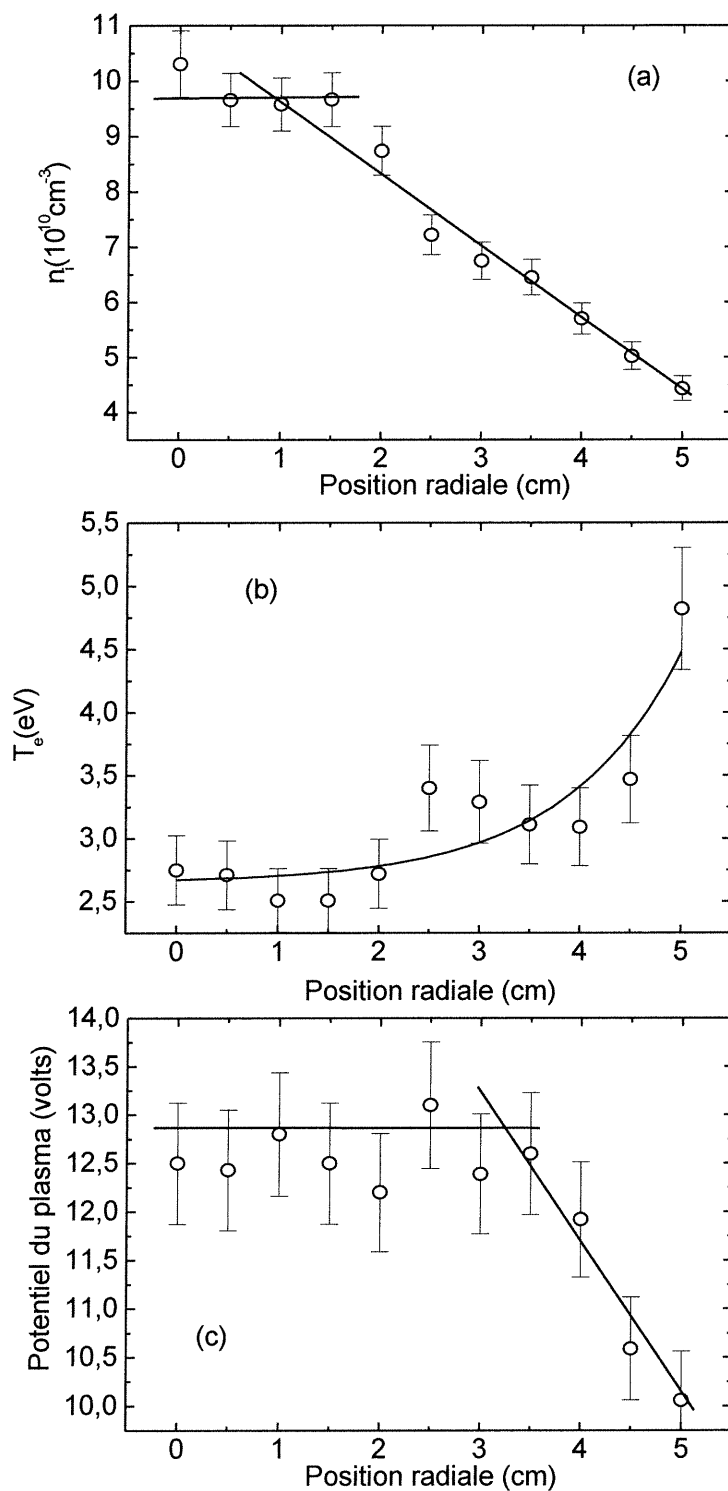 11
10
9
8
7
6
5
4
n_i(10^10 cm^-3)
(a)
0 1 2 3 4 5
Position radiale (cm)
5,5
5,0
4,5
4,0
3,5
3,0
2,5
T_e(eV)
(b)
0 1 2 3 4 5
Position radiale (cm)
14,0
13,5
13,0
12,5
12,0
11,5
11,0
10,5
10,0
Potentiel du plasma (volts)
(c)
0 1 2 3 4 5
Position radiale (cm)